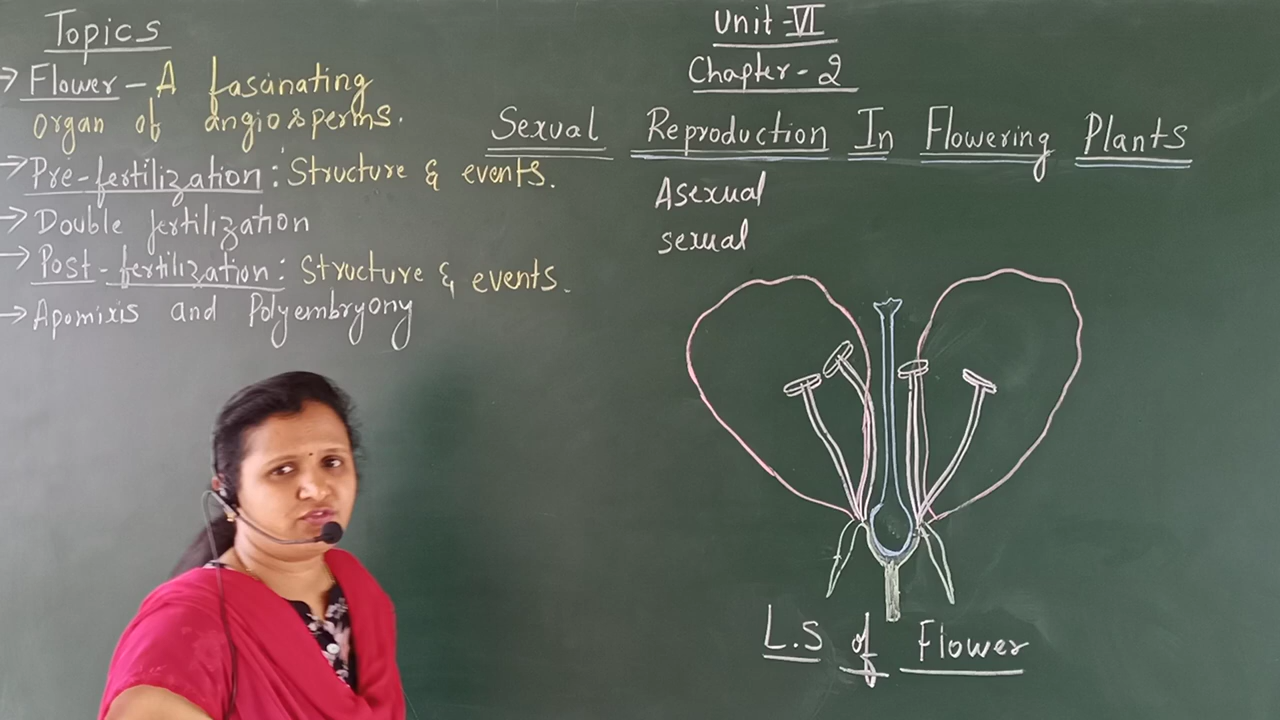 Topics
→ Flower - A fascinating
organ of angiosperms.
→ Pre-fertilization : Structure & events.
→ Double fertilization
→ Post-fertilization : Structure & events.
→ Apomixis and Polyembryony
Unit-VI
Chapter-2
Sexual Reproduction In Flowering Plants
Asexual
sexual
L.S of Flower